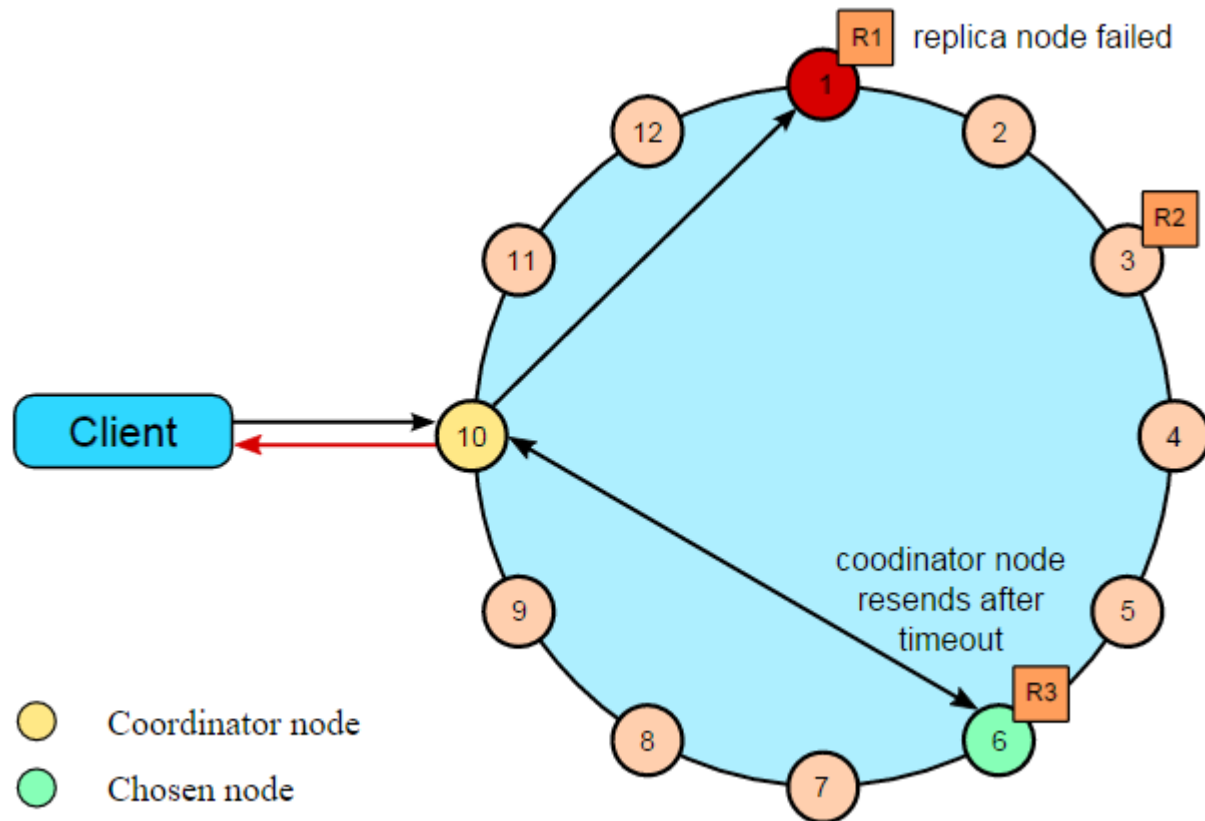 R1
replica node failed
1
12
2
R2
11
3
Client
10
4
coodinator node
resends after
timeout
9
5
R3
Coordinator node
8
6
Chosen node
7